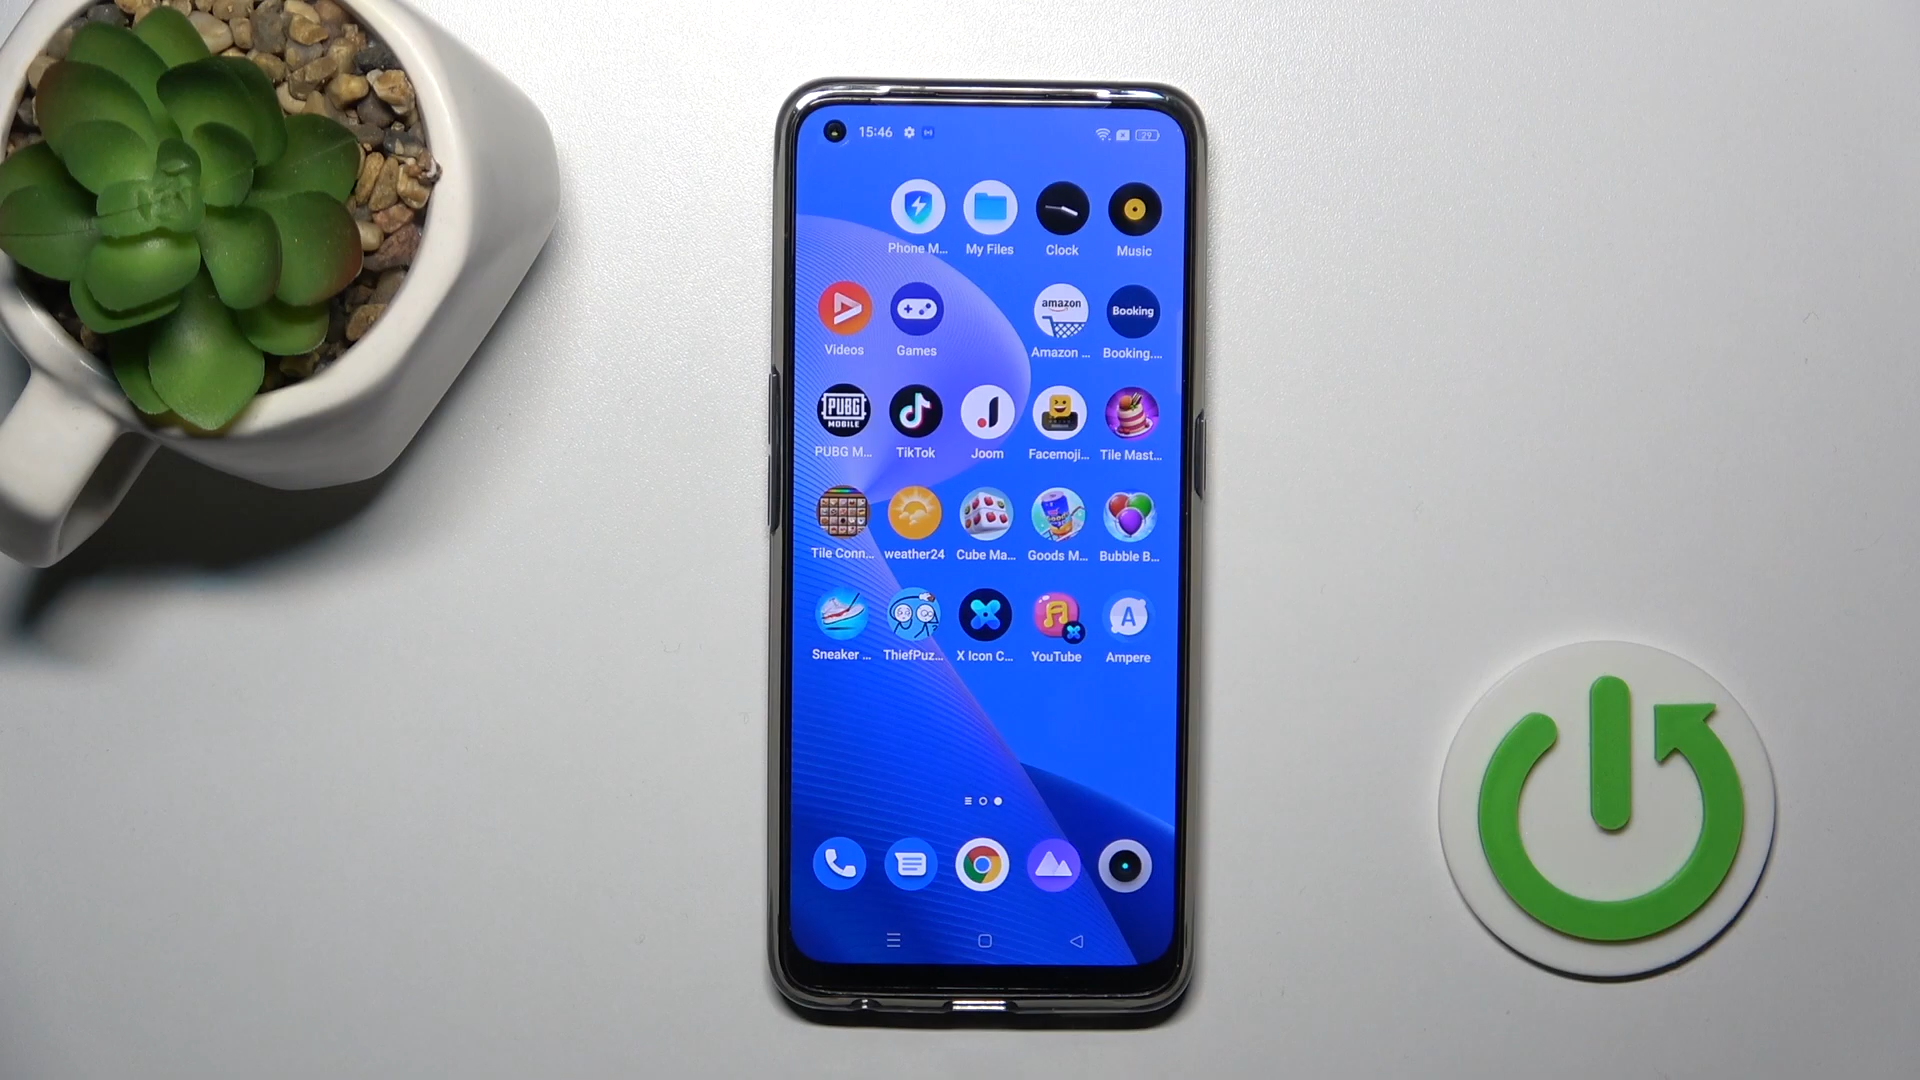 15:46
29
Phone M... My Files Clock Music
amazon
Booking
Videos Games Amazon ... Booking....
PUBG
MOBILE
PUBG M... TikTok Joom Facemoji... Tile Mast...
Tile Conn... weather24 Cube Ma... Goods M... Bubble B...
A
Sneaker ... ThiefPuz... X Icon C... YouTube Ampere